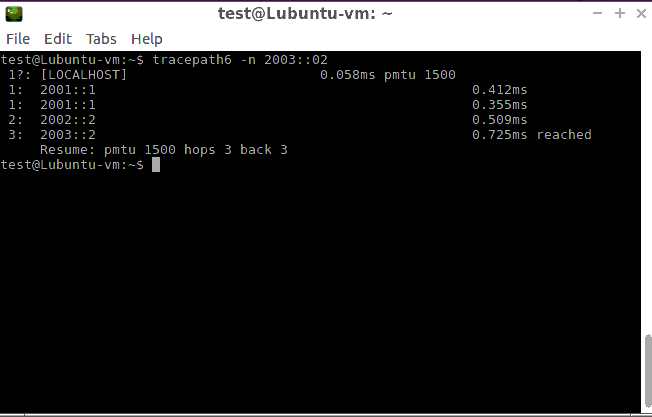 test@Lubuntu-vm: ~
File Edit Tabs Help
test@Lubuntu-vm:~$ tracepath6 -n 2003::02
 1?: [LOCALHOST]                        0.058ms pmtu 1500
 1:  2001::1                                               0.412ms
 1:  2001::1                                               0.355ms
 2:  2002::2                                               0.509ms
 3:  2003::2                                               0.725ms reached
     Resume: pmtu 1500 hops 3 back 3
test@Lubuntu-vm:~$